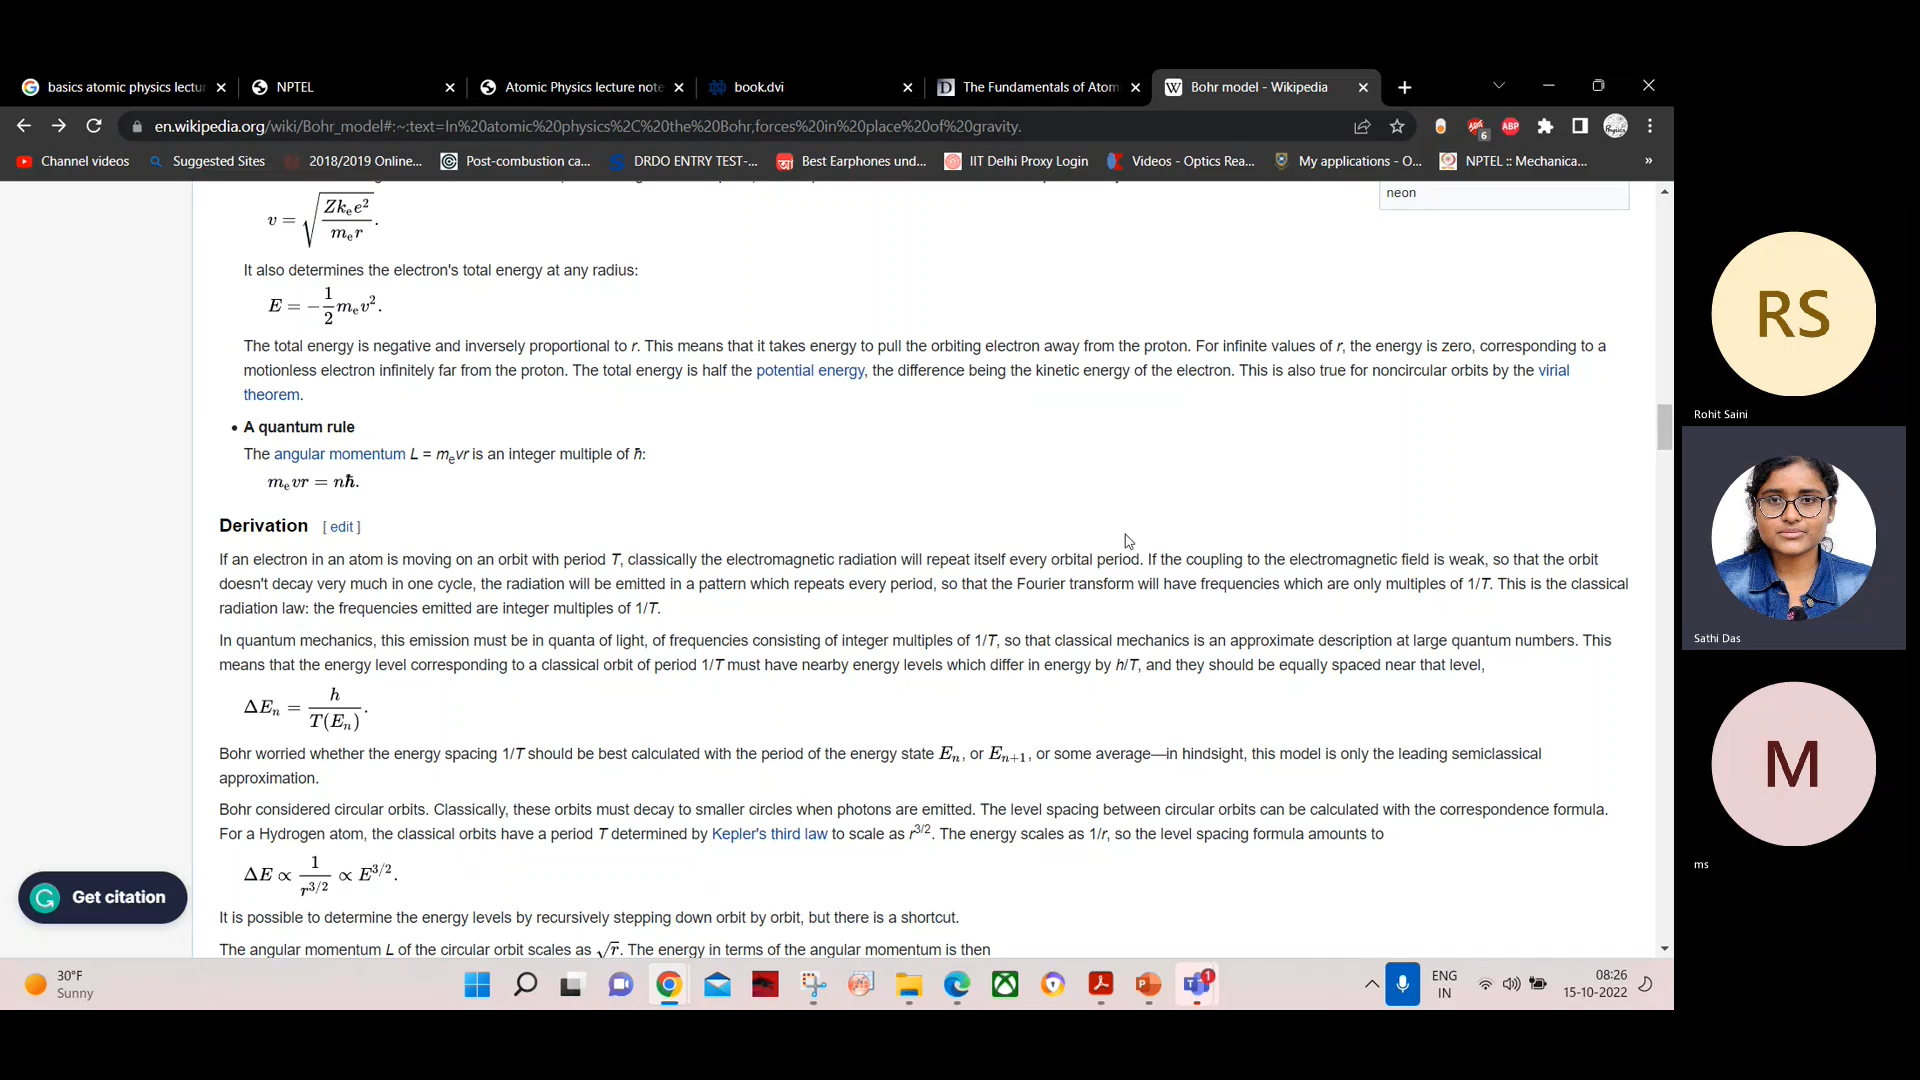 basics atomic physics lectur
NPTEL
Atomic Physics lecture note
book.dvi
The Fundamentals of Atom
Bohr model - Wikipedia
en.wikipedia.org/wiki/Bohr_model#:~:text=In%20atomic%20physics%2C%20the%20Bohr,forces%20in%20place%20of%20gravity.
6
ABP
Channel videos
Suggested Sites
2018/2019 Online...
Post-combustion ca...
DRDO ENTRY TEST-...
Best Earphones und...
IIT Delhi Proxy Login
Videos - Optics Rea...
My applications - O...
NPTEL :: Mechanica...
»
neon
v = √(Zkₑe²/mₑr).
It also determines the electron's total energy at any radius:
E = −1/2 mₑv².
The total energy is negative and inversely proportional to r. This means that it takes energy to pull the orbiting electron away from the proton. For infinite values of r, the energy is zero, corresponding to a
motionless electron infinitely far from the proton. The total energy is half the potential energy, the difference being the kinetic energy of the electron. This is also true for noncircular orbits by the virial
theorem.
• A quantum rule
The angular momentum L = mₑvr is an integer multiple of ħ:
mₑvr = nħ.
Derivation [ edit ]
If an electron in an atom is moving on an orbit with period T, classically the electromagnetic radiation will repeat itself every orbital period. If the coupling to the electromagnetic field is weak, so that the orbit
doesn't decay very much in one cycle, the radiation will be emitted in a pattern which repeats every period, so that the Fourier transform will have frequencies which are only multiples of 1/T. This is the classical
radiation law: the frequencies emitted are integer multiples of 1/T.
In quantum mechanics, this emission must be in quanta of light, of frequencies consisting of integer multiples of 1/T, so that classical mechanics is an approximate description at large quantum numbers. This
means that the energy level corresponding to a classical orbit of period 1/T must have nearby energy levels which differ in energy by h/T, and they should be equally spaced near that level,
ΔEₙ = h/T(Eₙ).
Bohr worried whether the energy spacing 1/T should be best calculated with the period of the energy state Eₙ, or Eₙ₊₁, or some average—in hindsight, this model is only the leading semiclassical
approximation.
Bohr considered circular orbits. Classically, these orbits must decay to smaller circles when photons are emitted. The level spacing between circular orbits can be calculated with the correspondence formula.
For a Hydrogen atom, the classical orbits have a period T determined by Kepler's third law to scale as r^3/2. The energy scales as 1/r, so the level spacing formula amounts to
ΔE ∝ 1/r^3/2 ∝ E^3/2.
It is possible to determine the energy levels by recursively stepping down orbit by orbit, but there is a shortcut.
The angular momentum L of the circular orbit scales as √r. The energy in terms of the angular momentum is then
Get citation
RS
Rohit Saini
Sathi Das
M
ms
30°F
Sunny
1
ENG
IN
08:26
15-10-2022